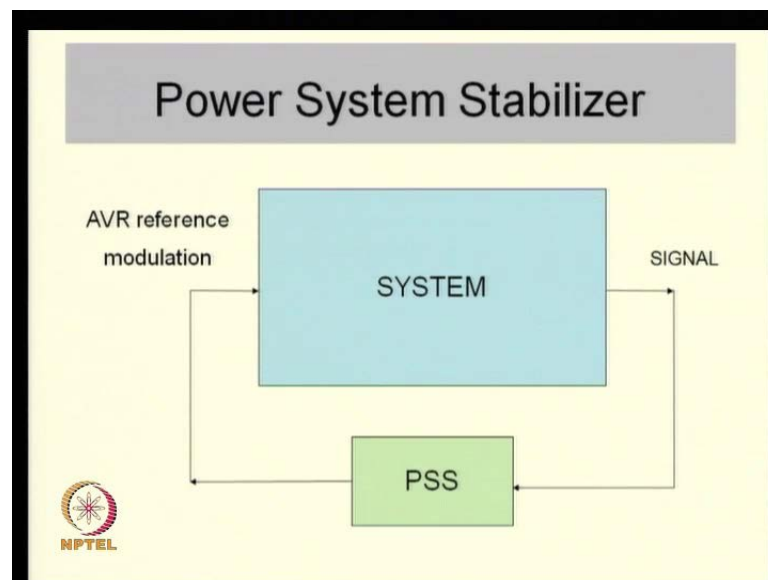 Power System Stabilizer
AVR reference
modulation
SYSTEM
SIGNAL
PSS
NPTEL